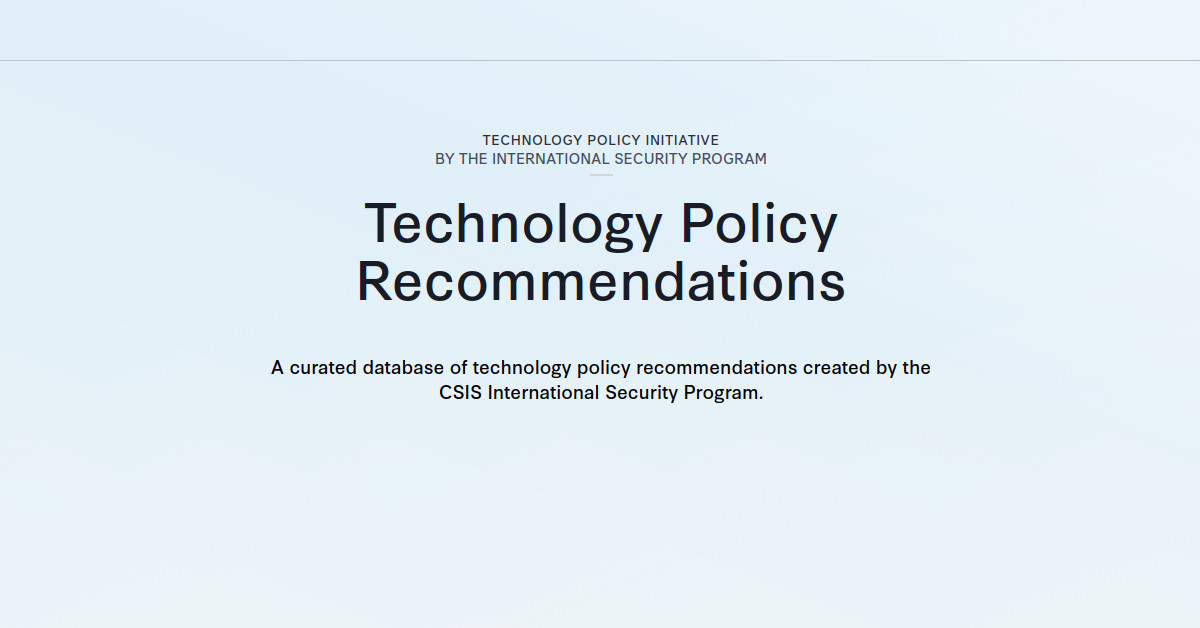 TECHNOLOGY POLICY INITIATIVE
BY THE INTERNATIONAL SECURITY PROGRAM
Technology Policy
Recommendations
A curated database of technology policy recommendations created by the
CSIS International Security Program.